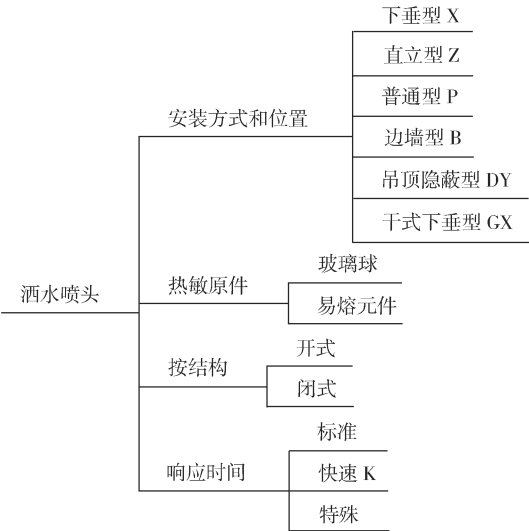 洒水喷头
安装方式和位置
下垂型 X
直立型 Z
普通型 P
边墙型 B
吊顶隐蔽型 DY
干式下垂型 GX
热敏原件
玻璃球
易熔元件
按结构
开式
闭式
响应时间
标准
快速 K
特殊